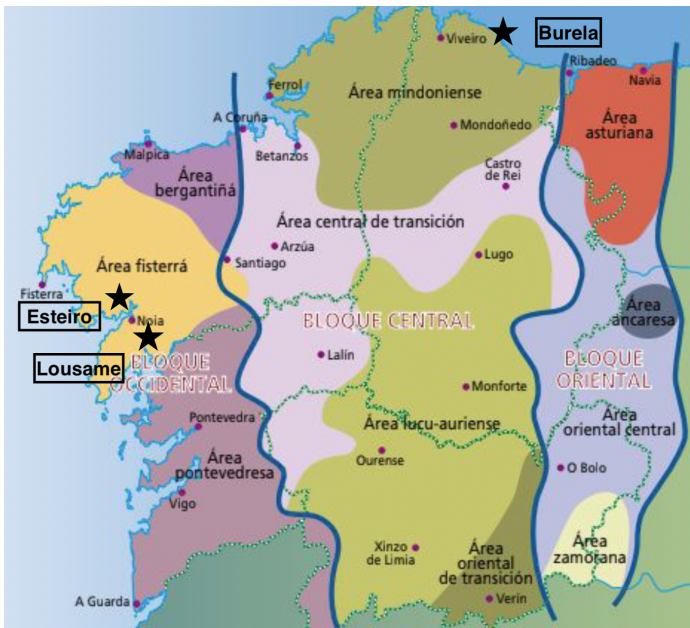 Burela
Viveiro
Ribadeo
Navia
Ferrol
Área mindoniense
Área
asturiana
A Coruña
Mondoñedo
Malpica
Betanzos
Área
bergantiñá
Castro
de Rei
Área central de transición
Arzúa
Lugo
Área fisterrá
Santiago
Fisterra
Esteiro
Noia
BLOQUE CENTRAL
Área
ancaresa
Lousame
BLOQUE
OCCIDENTAL
Lalín
BLOQUE
ORIENTAL
Monforte
Pontevedra
Área lucu-auriense
Área
oriental central
Ourense
Área
pontevedresa
O Bolo
Vigo
Xinzo
de Limia
Área
oriental
de transición
Área
zamorana
A Guarda
Verín